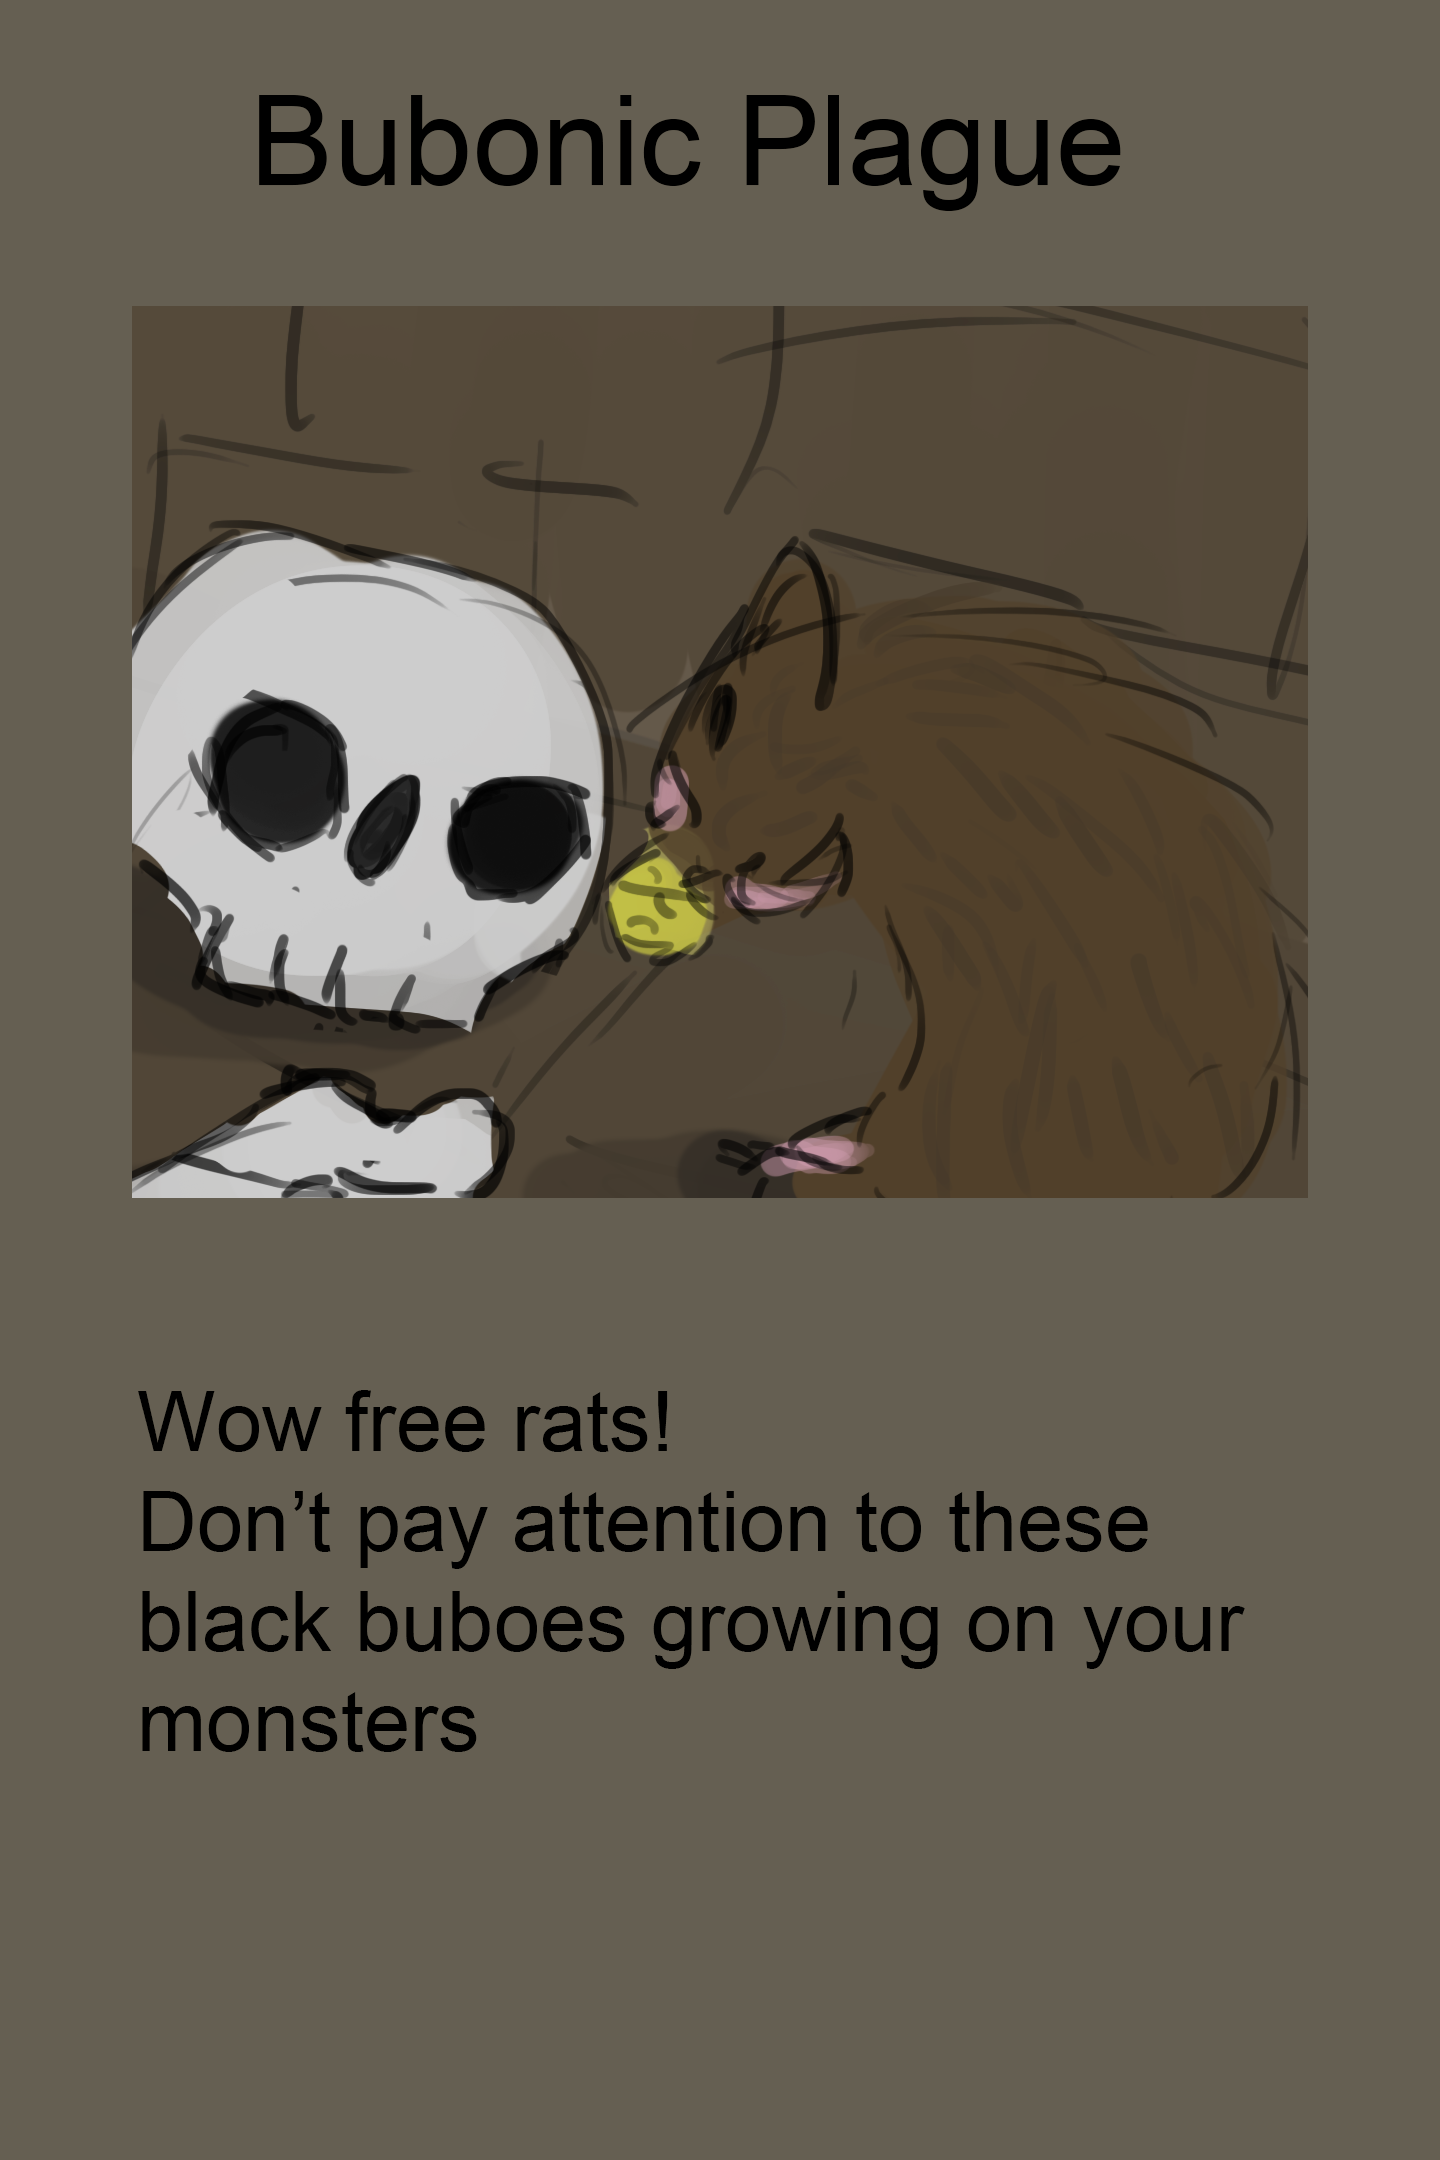 Bubonic Plague
Wow free rats!
Don’t pay attention to these
black buboes growing on your
monsters